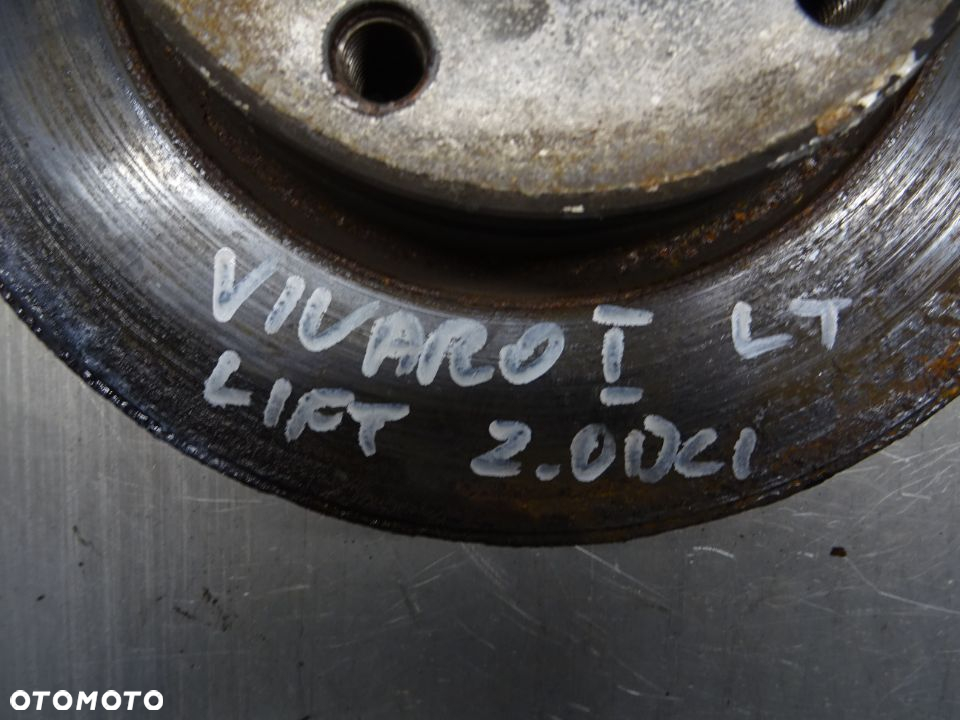 VIVARO I LT
LIFT 2.0DCI
OTOMOTO